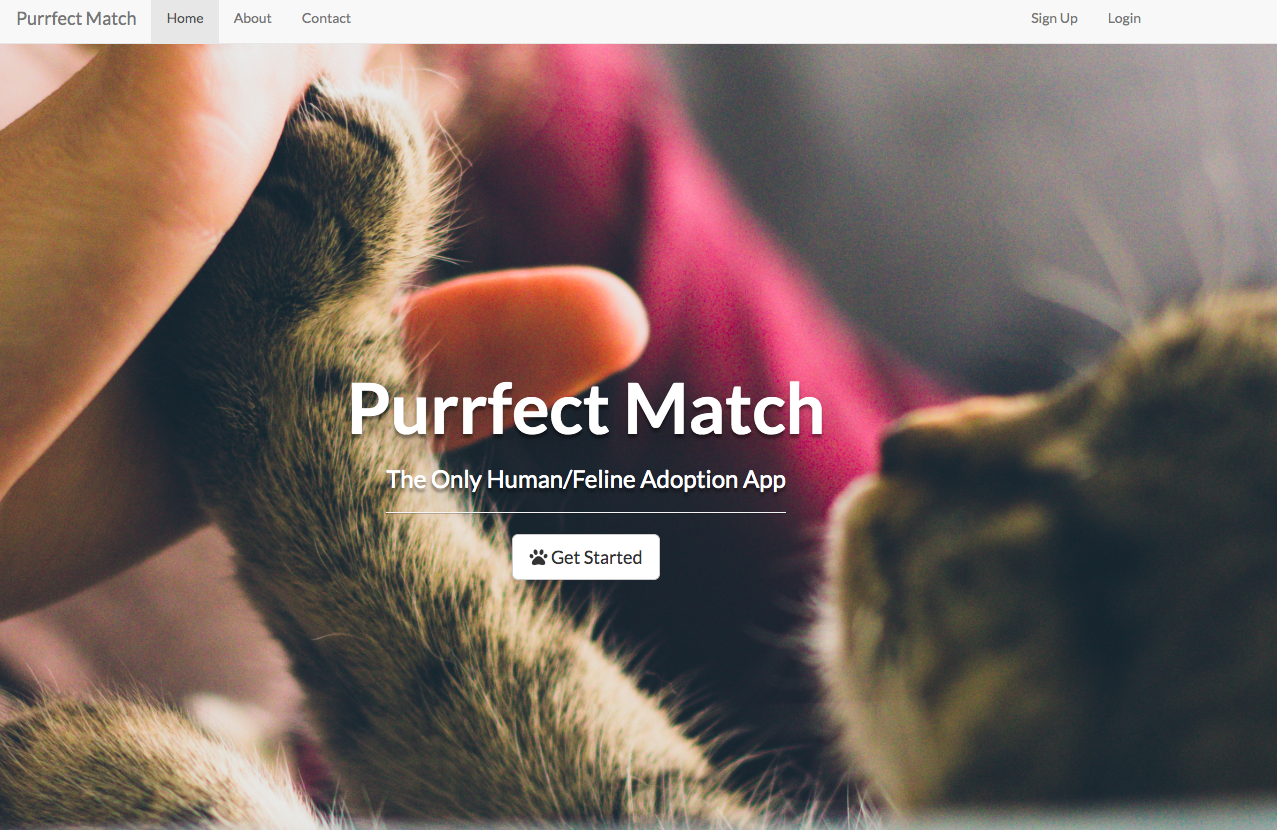 Purrfect Match Home About Contact Sign Up Login
Purrfect Match
The Only Human/Feline Adoption App
Get Started